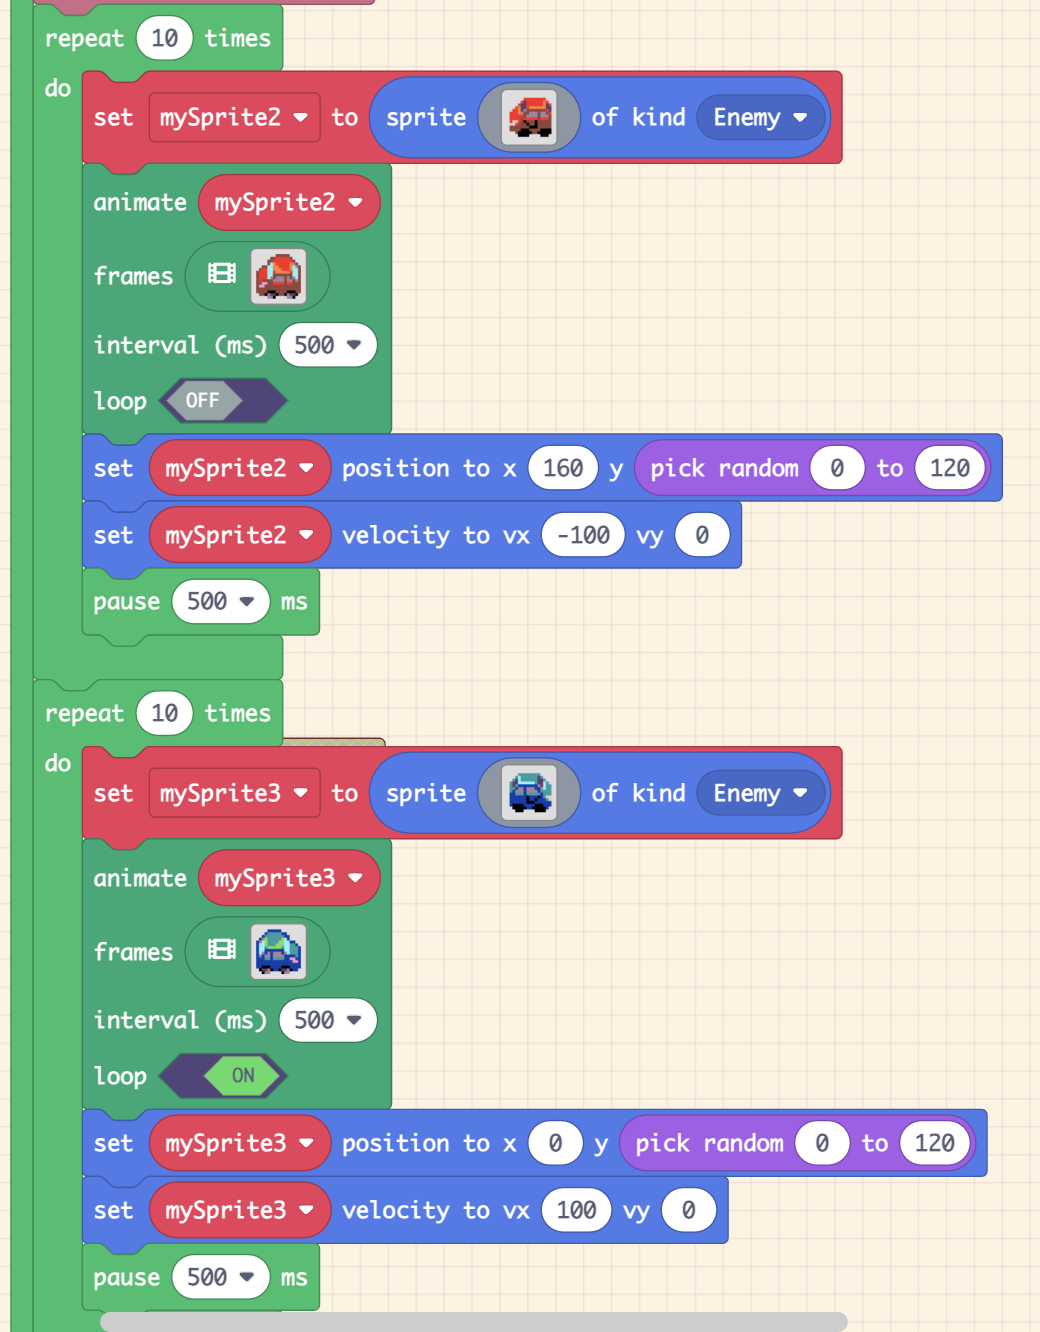 repeat 10 times
do
set mySprite2 to sprite of kind Enemy
animate mySprite2
frames
interval (ms) 500
loop OFF
set mySprite2 position to x 160 y pick random 0 to 120
set mySprite2 velocity to vx -100 vy 0
pause 500 ms
repeat 10 times
do
set mySprite3 to sprite of kind Enemy
animate mySprite3
frames
interval (ms) 500
loop ON
set mySprite3 position to x 0 y pick random 0 to 120
set mySprite3 velocity to vx 100 vy 0
pause 500 ms